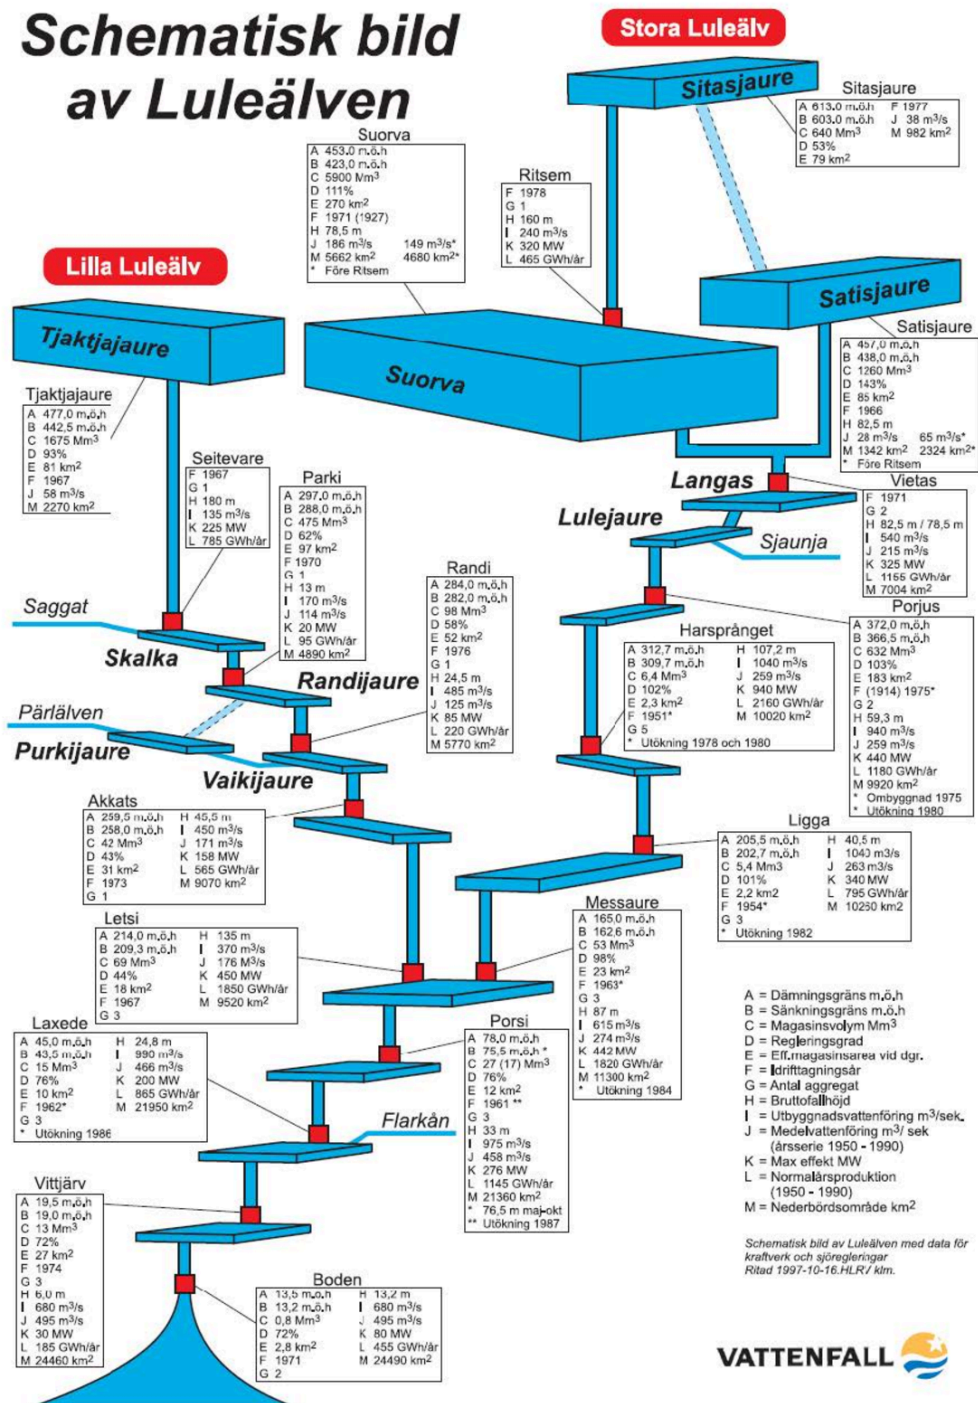 Schematisk bild
av Luleälven
Stora Luleälv
Sitasjaure
Sitasjaure
A 613.0 m.ö.h F 1977
B 603.0 m.ö.h J 38 m³/s
C 640 Mm³ M 982 km²
D 53%
E 79 km²
Suorva
A 453.0 m.ö.h
B 423,0 m.ö.h
C 5900 Mm³
D 111%
E 270 km²
F 1971 (1927)
H 78,5 m
J 186 m³/s 149 m³/s*
M 5662 km² 4680 km²*
* Före Ritsem
Ritsem
F 1978
G 1
H 160 m
I 240 m³/s
K 320 MW
L 465 GWh/år
Lilla Luleälv
Tjaktjajaure
Suorva
Satisjaure
Satisjaure
A 457,0 m.ö.h
B 438,0 m.ö.h
C 1260 Mm³
D 143%
E 85 km²
F 1966
H 82,5 m
J 28 m³/s 65 m³/s*
M 1342 km² 2324 km²*
* Före Ritsem
Tjaktjajaure
A 477,0 m.ö.h
B 442,5 m.ö.h
C 1675 Mm³
D 93%
E 81 km²
F 1967
J 58 m³/s
M 2270 km²
Seitevare
F 1967
G 1
H 180 m
I 135 m³/s
K 225 MW
L 785 GWh/år
Parki
A 297,0 m.ö.h
B 288,0 m.ö.h
C 475 Mm³
D 62%
E 97 km²
F 1970
G 1
H 13 m
I 170 m³/s
J 114 m³/s
K 20 MW
L 95 GWh/år
M 4890 km²
Langas
Lulejaure
Sjaunja
Vietas
F 1971
G 2
H 82,5 m / 78,5 m
I 540 m³/s
J 215 m³/s
K 325 MW
L 1155 GWh/år
M 7004 km²
Randi
A 284,0 m.ö.h
B 282,0 m.ö.h
C 98 Mm³
D 58%
E 52 km²
F 1976
G 1
H 24,5 m
I 485 m³/s
J 125 m³/s
K 85 MW
L 220 GWh/år
M 5770 km²
Saggat
Skalka
Randijaure
Pärlälven
Purkijaure
Vaikijaure
Harsprånget
A 312,7 m.ö.h H 107,2 m
B 309,7 m.ö.h I 1040 m³/s
C 6,4 Mm³ J 259 m³/s
D 102% K 940 MW
E 2,3 km² L 2160 GWh/år
F 1951* M 10020 km²
G 5
* Utökning 1978 och 1980
Porjus
A 372,0 m.ö.h
B 366,5 m.ö.h
C 632 Mm³
D 103%
E 183 km²
F (1914) 1975*
G 2
H 59,3 m
I 940 m³/s
J 259 m³/s
K 440 MW
L 1180 GWh/år
M 9920 km²
* Ombyggnad 1975
* Utökning 1980
Akkats
A 259,5 m.ö.h H 45,5 m
B 258,0 m.ö.h I 450 m³/s
C 42 Mm³ J 171 m³/s
D 43% K 158 MW
E 31 km² L 565 GWh/år
F 1973 M 9070 km²
G 1
Ligga
A 205,5 m.ö.h H 40,5 m
B 202,7 m.ö.h I 1040 m³/s
C 5,4 Mm3 J 263 m³/s
D 101% K 340 MW
E 2,2 km² L 795 GWh/år
F 1954* M 10260 km2
G 3
* Utökning 1982
Letsi
A 214,0 m.ö.h H 135 m
B 209,3 m.ö.h I 370 m³/s
C 69 Mm³ J 176 M³/s
D 44% K 450 MW
E 18 km² L 1850 GWh/år
F 1967 M 9520 km²
G 3
Messaure
A 165,0 m.ö.h
B 162,6 m.ö.h
C 53 Mm³
D 98%
E 23 km²
F 1963*
G 3
H 87 m
I 615 m³/s
J 274 m³/s
K 442 MW
L 1820 GWh/år
M 11300 km²
* Utökning 1984
Laxede
A 45,0 m.ö.h H 24,8 m
B 43,5 m.ö.h I 990 m³/s
C 15 Mm³ J 466 m³/s
D 76% K 200 MW
E 10 km² L 865 GWh/år
F 1962* M 21950 km²
G 3
* Utökning 1986
Porsi
A 78,0 m.ö.h
B 75,5 m.ö.h *
C 27 (17) Mm³
D 76%
E 12 km²
F 1961 **
G 3
H 33 m
I 975 m³/s
J 458 m³/s
K 276 MW
L 1145 GWh/år
M 21360 km²
* 76,5 m maj-okt
** Utökning 1987
Flarkån
Vittjärv
A 19,5 m.ö.h
B 19,0 m.ö.h
C 13 Mm³
D 72%
E 27 km²
F 1974
G 3
H 6,0 m
I 680 m³/s
J 495 m³/s
K 30 MW
L 185 GWh/år
M 24460 km²
Boden
A 13,5 m.ö.h H 13,2 m
B 13,2 m.ö.h I 680 m³/s
C 0,8 Mm³ J 495 m³/s
D 72% K 80 MW
E 2,8 km² L 455 GWh/år
F 1971 M 24490 km²
G 2
A = Dämningsgräns m.ö.h
B = Sänkningsgräns m.ö.h
C = Magasinsvolym Mm³
D = Regleringsgrad
E = Eff.magasinsarea vid dgr.
F = Idrifttagningsår
G = Antal aggregat
H = Bruttofallhöjd
I = Utbyggnadsvattenföring m³/sek.
J = Medelvattenföring m³/ sek
(årsserie 1950 - 1990)
K = Max effekt MW
L = Normalårsproduktion
(1950 - 1990)
M = Nederbördsområde km²
Schematisk bild av Luleälven med data för
kraftverk och sjöregleringar
Ritad 1997-10-16.HLRV klm.
VATTENFALL